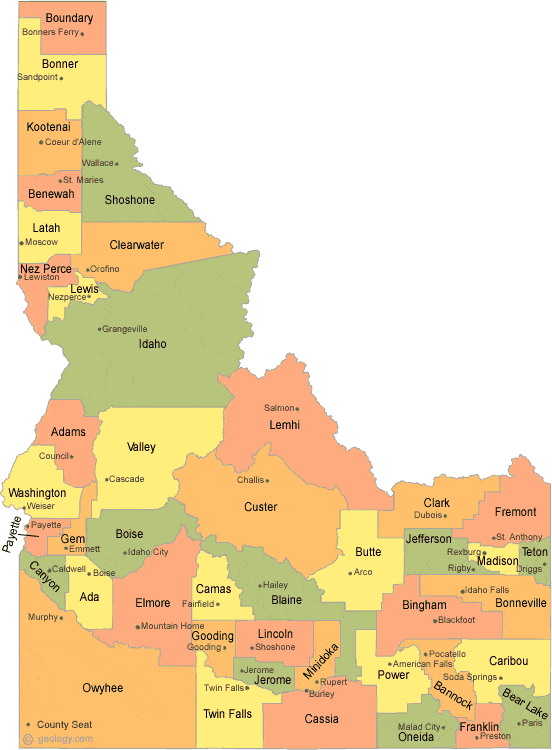 Boundary
Bonners Ferry
Bonner
Sandpoint
Kootenai
Coeur d'Alene
Wallace
St. Maries
Benewah
Shoshone
Latah
Moscow
Clearwater
Nez Perce
Lewiston
Orofino
Lewis
Nezperce
Grangeville
Idaho
Salmon
Lemhi
Adams
Council
Valley
Cascade
Washington
Weiser
Challis
Custer
Clark
Dubois
Fremont
St. Anthony
Payette
Payette
Gem
Emmett
Boise
Idaho City
Butte
Arco
Jefferson
Rexburg
Rigby
Madison
Teton
Driggs
Canyon
Caldwell
Boise
Ada
Elmore
Mountain Home
Camas
Fairfield
Hailey
Blaine
Idaho Falls
Bonneville
Bingham
Blackfoot
Murphy
Gooding
Gooding
Lincoln
Shoshone
Minidoka
Rupert
Burley
Jerome
Jerome
Twin Falls
Twin Falls
Cassia
Power
American Falls
Pocatello
Bannock
Caribou
Soda Springs
Bear Lake
Paris
Malad City
Oneida
Franklin
Preston
Owyhee
County Seat
© geology.com